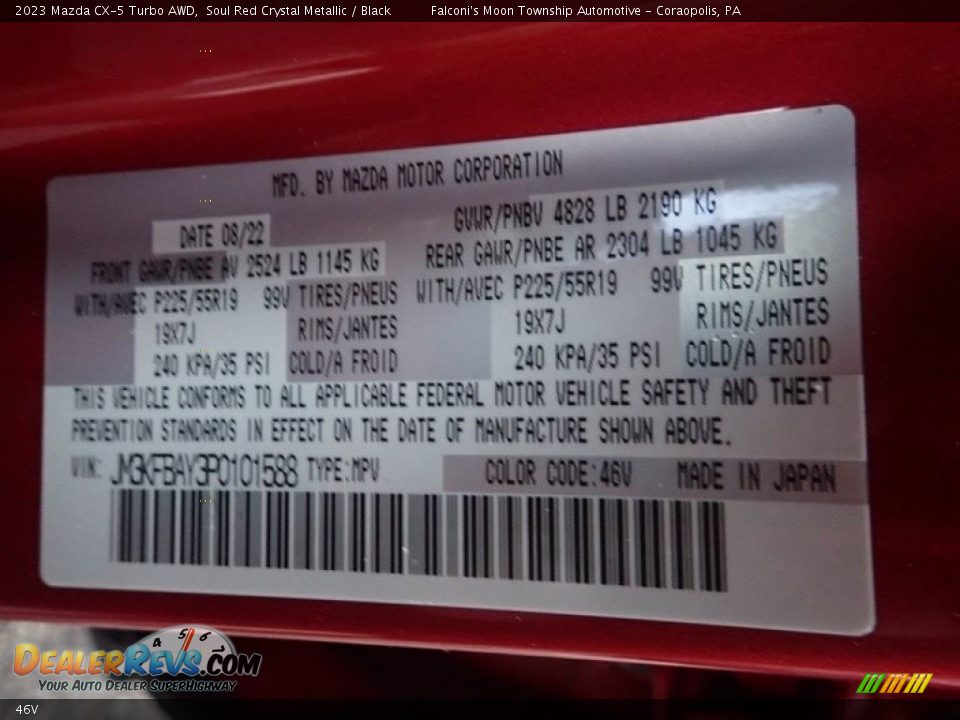 2023 Mazda CX-5 Turbo AWD, Soul Red Crystal Metallic / Black Falconi's Moon Township Automotive - Coraopolis, PA
MFD. BY MAZDA MOTOR CORPORATION
DATE 08/22 GVWR/PNBV 4828 LB 2190 KG
FRONT GAWR/PNBE AV 2524 LB 1145 KG REAR GAWR/PNBE AR 2304 LB 1045 KG
WITH/AVEC P225/55R19 99V TIRES/PNEUS WITH/AVEC P225/55R19 99V TIRES/PNEUS
19X7J RIMS/JANTES 19X7J RIMS/JANTES
240 KPA/35 PSI COLD/A FROID 240 KPA/35 PSI COLD/A FROID
THIS VEHICLE CONFORMS TO ALL APPLICABLE FEDERAL MOTOR VEHICLE SAFETY AND THEFT
PREVENTION STANDARDS IN EFFECT ON THE DATE OF MANUFACTURE SHOWN ABOVE.
VIN: JM3KFBAY3P0101588 TYPE:MPV COLOR CODE:46V MADE IN JAPAN
4 5 6
DEALERREVS.COM
YOUR AUTO DEALER SUPERHIGHWAY
46V